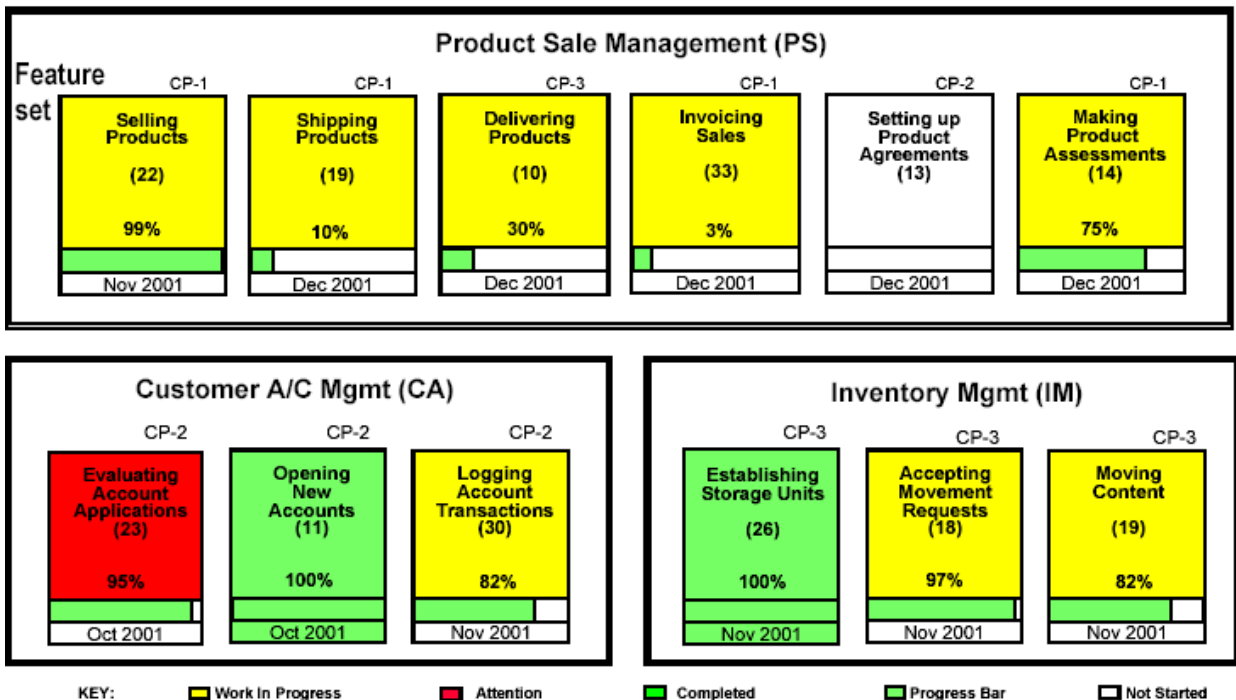 Product Sale Management (PS)
Feature
set
CP-1
Selling
Products
(22)
99%
Nov 2001
CP-1
Shipping
Products
(19)
10%
Dec 2001
CP-3
Delivering
Products
(10)
30%
Dec 2001
CP-1
Invoicing
Sales
(33)
3%
Dec 2001
CP-2
Setting up
Product
Agreements
(13)
Dec 2001
CP-1
Making
Product
Assessments
(14)
75%
Dec 2001
Customer A/C Mgmt (CA)
CP-2
Evaluating
Account
Applications
(23)
95%
Oct 2001
CP-2
Opening
New
Accounts
(11)
100%
Oct 2001
CP-2
Logging
Account
Transactions
(30)
82%
Nov 2001
Inventory Mgmt (IM)
CP-3
Establishing
Storage Units
(26)
100%
Nov 2001
CP-3
Accepting
Movement
Requests
(18)
97%
Nov 2001
CP-3
Moving
Content
(19)
82%
Nov 2001
KEY: Work In Progress Attention Completed Progress Bar Not Started